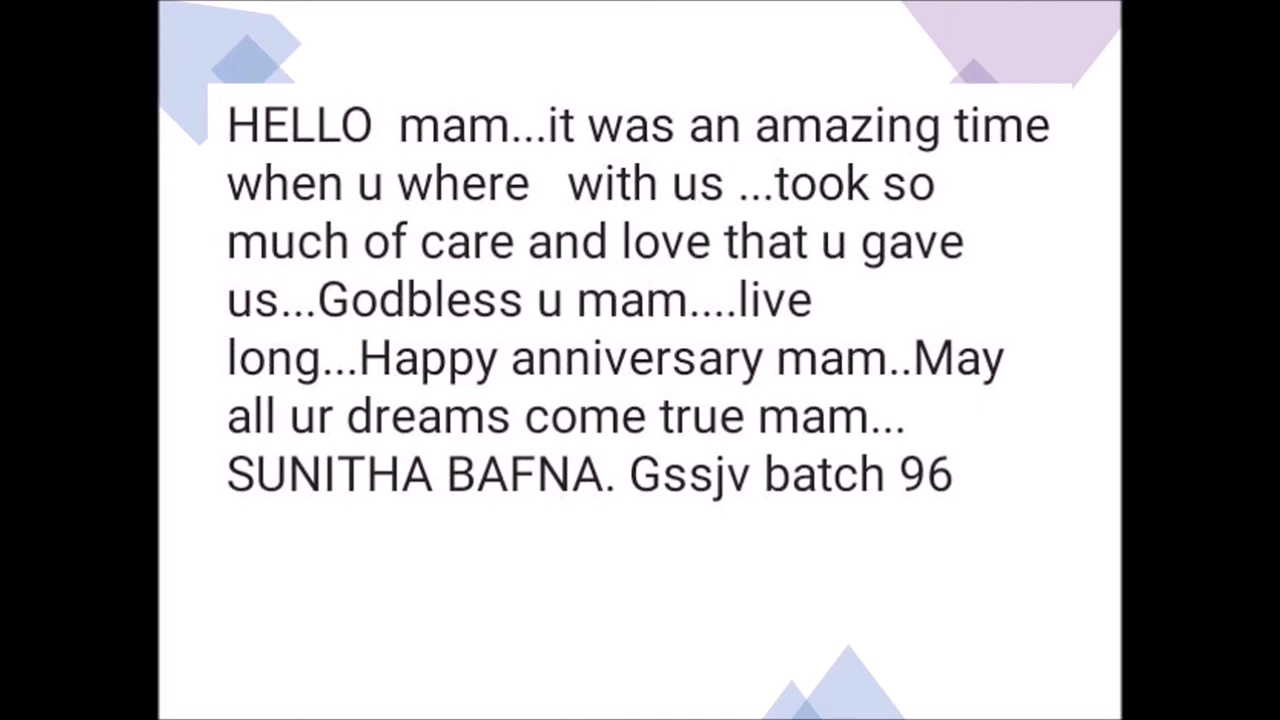 HELLO  mam...it was an amazing time
when u where   with us ...took so
much of care and love that u gave
us...Godbless u mam....live
long...Happy anniversary mam..May
all ur dreams come true mam...
SUNITHA BAFNA. Gssjv batch 96